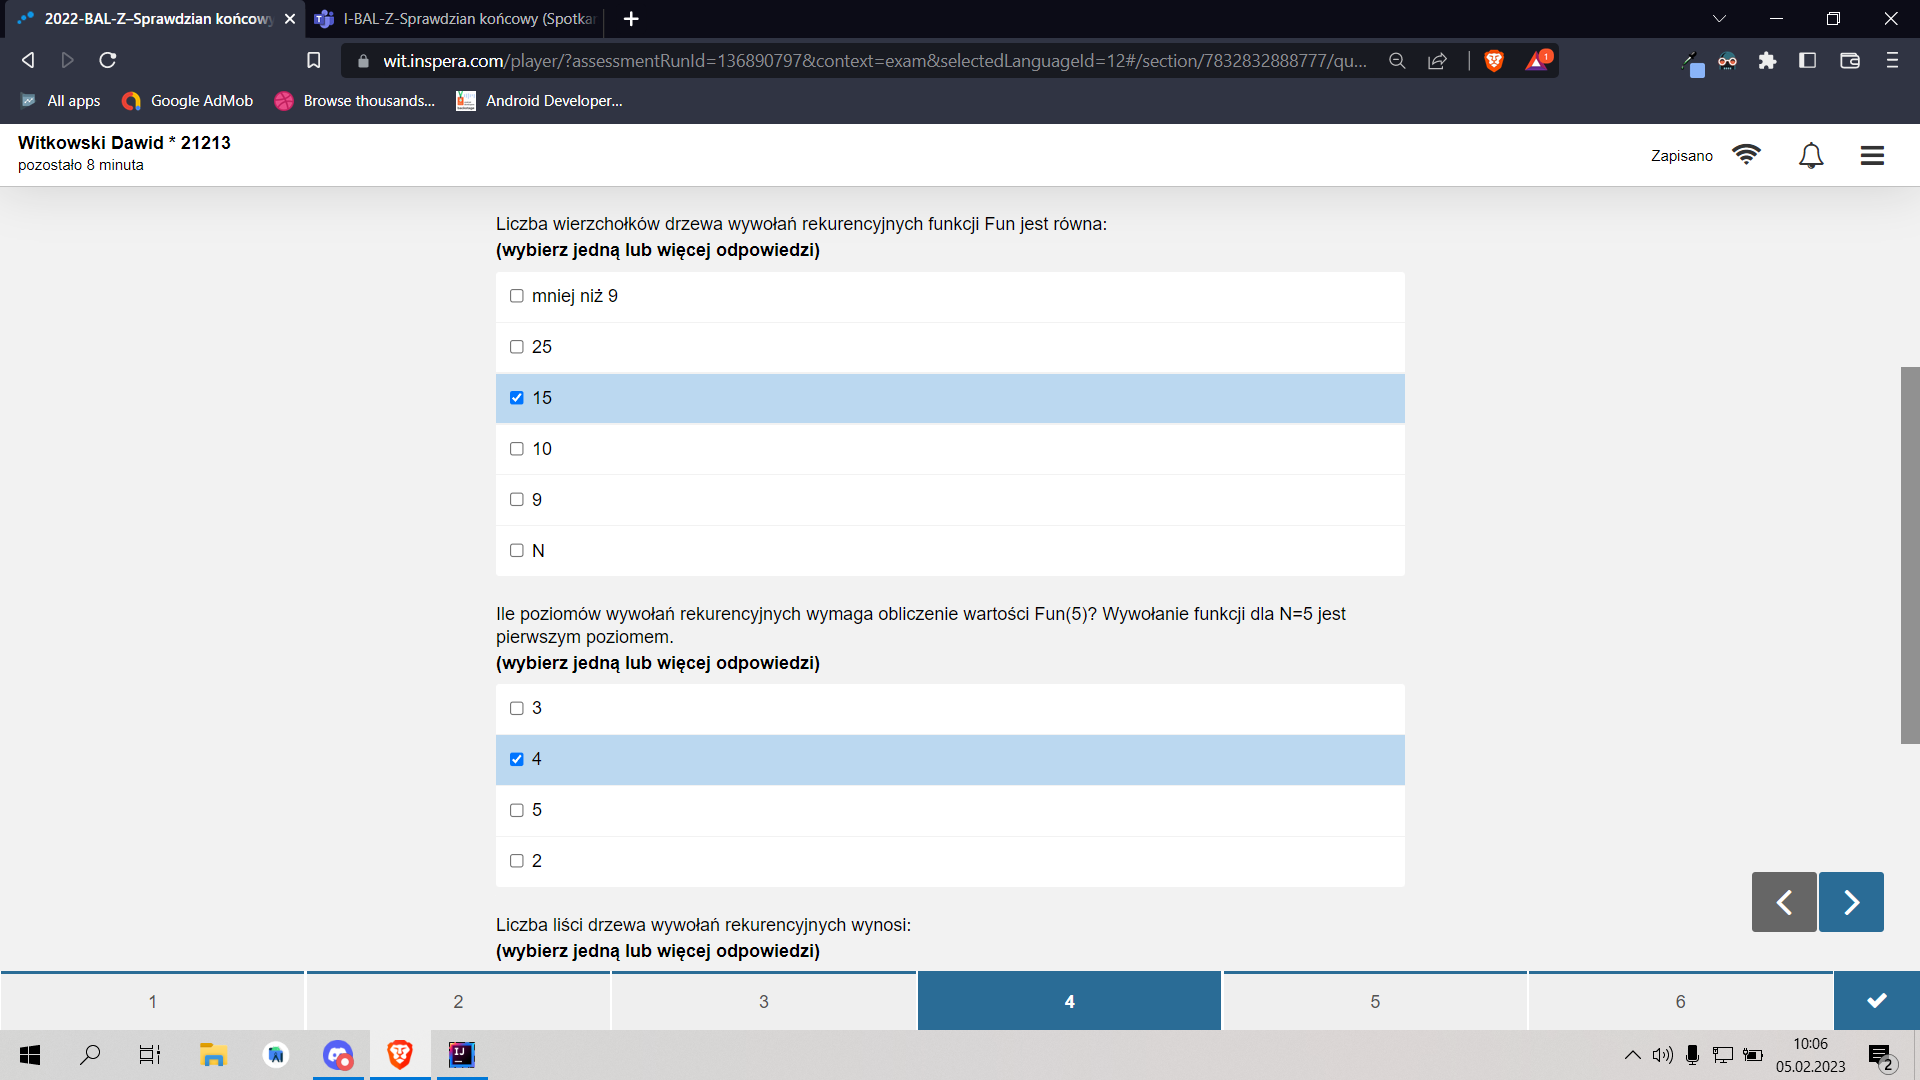 2022-BAL-Z–Sprawdzian końcowy
I-BAL-Z-Sprawdzian końcowy (Spotka
wit.inspera.com/player/?assessmentRunId=136890797&context=exam&selectedLanguageId=12#/section/7832832888777/qu...
1
All apps
Google AdMob
Browse thousands...
Android Developer...
Witkowski Dawid * 21213
pozostało 8 minuta
Zapisano
Liczba wierzchołków drzewa wywołań rekurencyjnych funkcji Fun jest równa:
(wybierz jedną lub więcej odpowiedzi)
mniej niż 9
25
15
10
9
N
Ile poziomów wywołań rekurencyjnych wymaga obliczenie wartości Fun(5)? Wywołanie funkcji dla N=5 jest
pierwszym poziomem.
(wybierz jedną lub więcej odpowiedzi)
3
4
5
2
Liczba liści drzewa wywołań rekurencyjnych wynosi:
(wybierz jedną lub więcej odpowiedzi)
1
2
3
4
5
6
IJ
10:06
05.02.2023
2